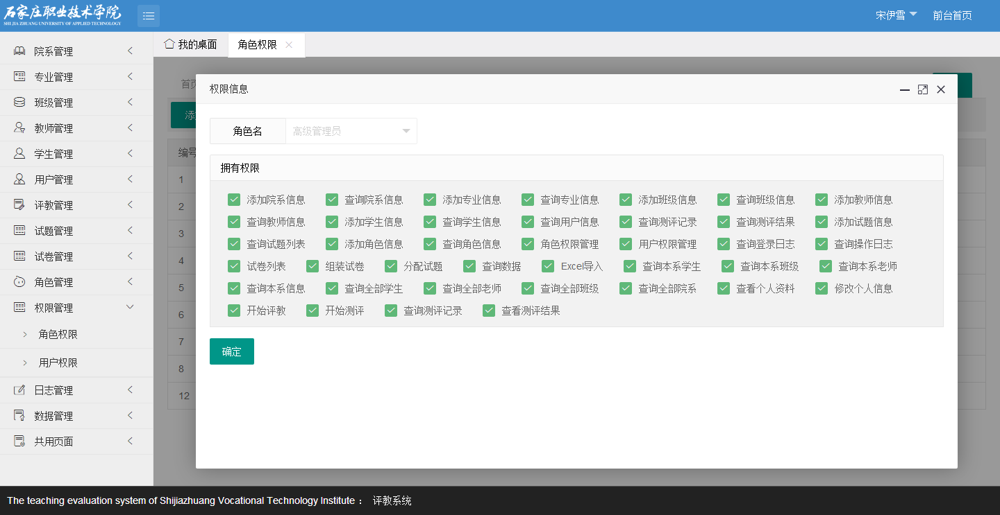 石家庄职业技术学院
SHI JIA ZHUANG UNIVERSITY OF APPLIED TECHNOLOGY
宋伊雪 前台首页
院系管理
专业管理
班级管理
教师管理
学生管理
用户管理
评教管理
试题管理
试卷管理
角色管理
权限管理
角色权限
用户权限
日志管理
数据管理
共用页面
我的桌面 角色权限
首页
添加
编号
1
2
3
4
5
6
7
8
12
权限信息
角色名 高级管理员
拥有权限
添加院系信息 查询院系信息 添加专业信息 查询专业信息 添加班级信息 查询班级信息 添加教师信息
查询教师信息 添加学生信息 查询学生信息 查询用户信息 查询测评记录 查询测评结果 添加试题信息
查询试题列表 添加角色信息 查询角色信息 角色权限管理 用户权限管理 查询登录日志 查询操作日志
试卷列表 组装试卷 分配试题 查询数据 Excel导入 查询本系学生 查询本系班级 查询本系老师
查询本系信息 查询全部学生 查询全部老师 查询全部班级 查询全部院系 查看个人资料 修改个人信息
开始评教 开始测评 查询测评记录 查看测评结果
确定
The teaching evaluation system of Shijiazhuang Vocational Technology Institute ： 评教系统